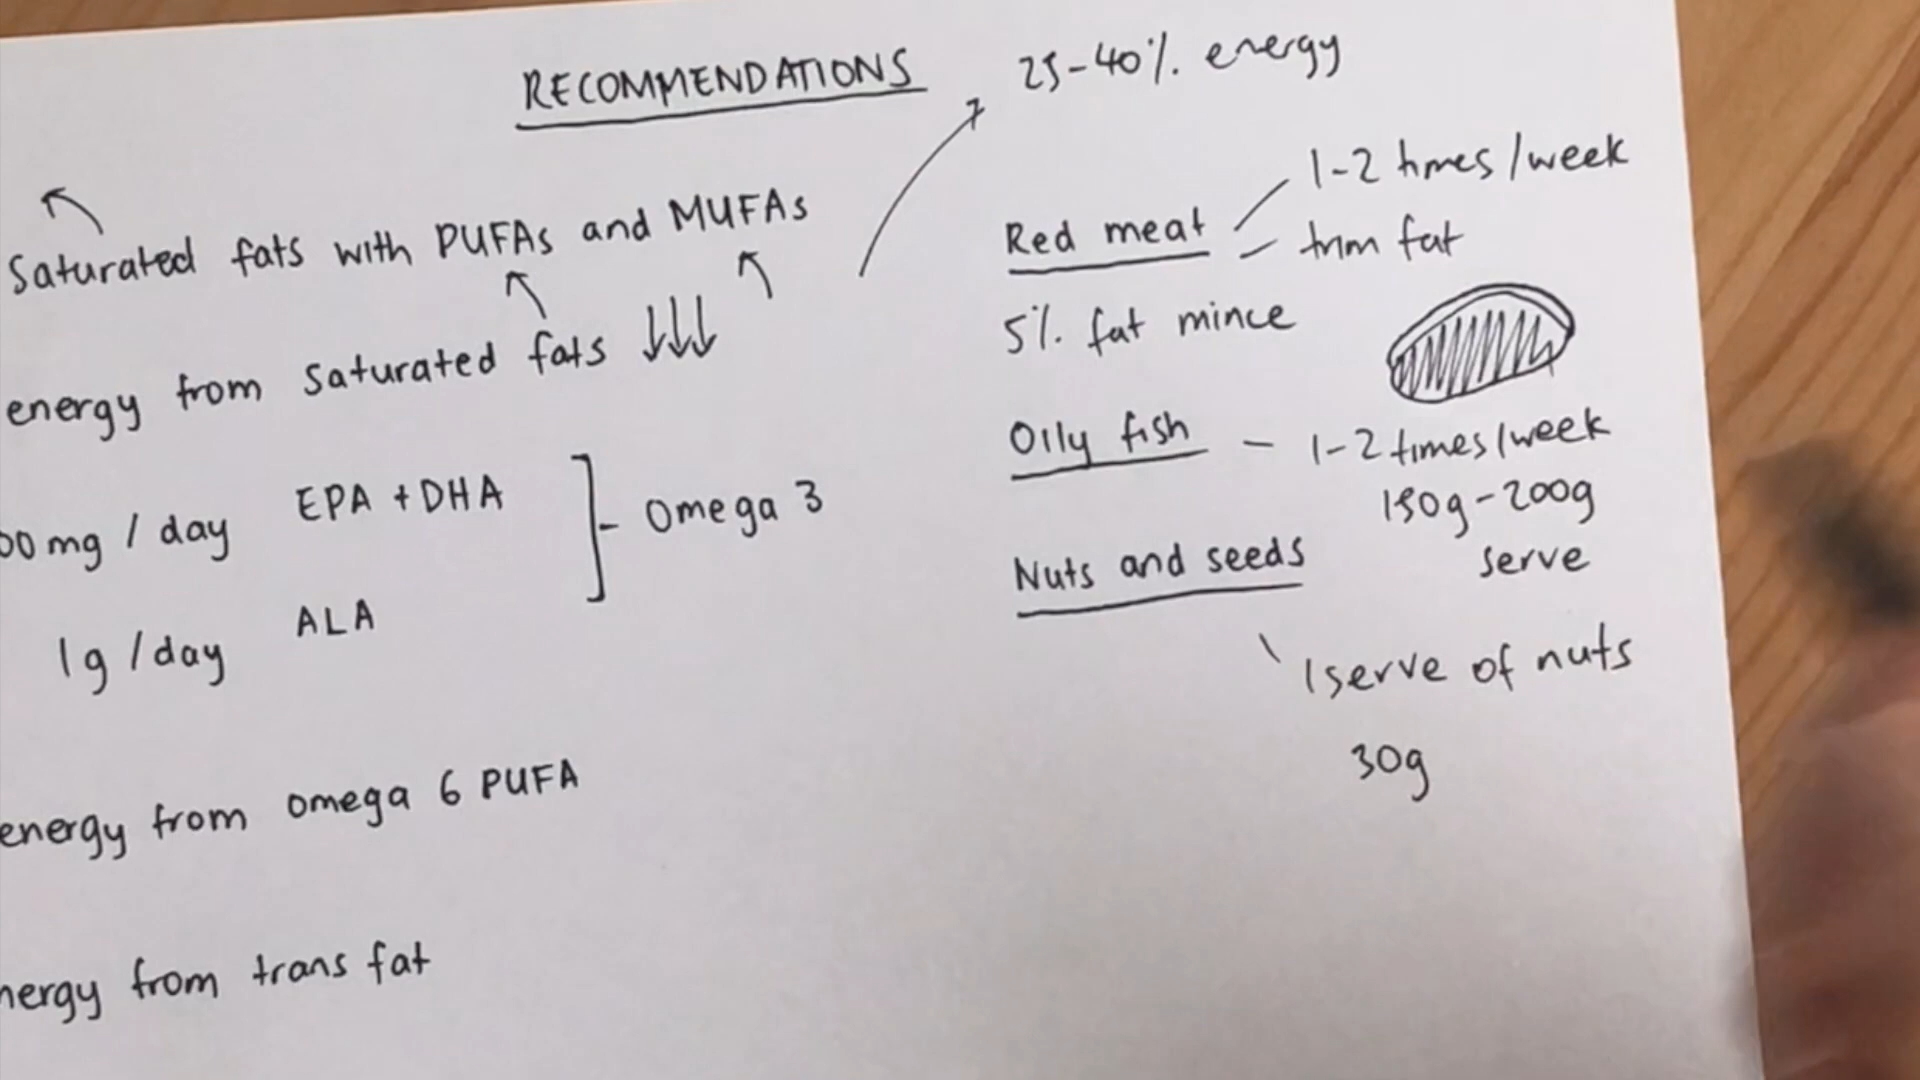 RECOMMENDATIONS
Saturated fats with PUFAs and MUFAs
energy from saturated fats ↓↓↓
00mg / day EPA + DHA
Omega 3
1g / day ALA
energy from omega 6 PUFA
nergy from trans fat
25-40% energy
Red meat
1-2 times/week
trim fat
5% fat mince
Oily fish - 1-2 times/week
150g-200g
serve
Nuts and seeds
1 serve of nuts
30g